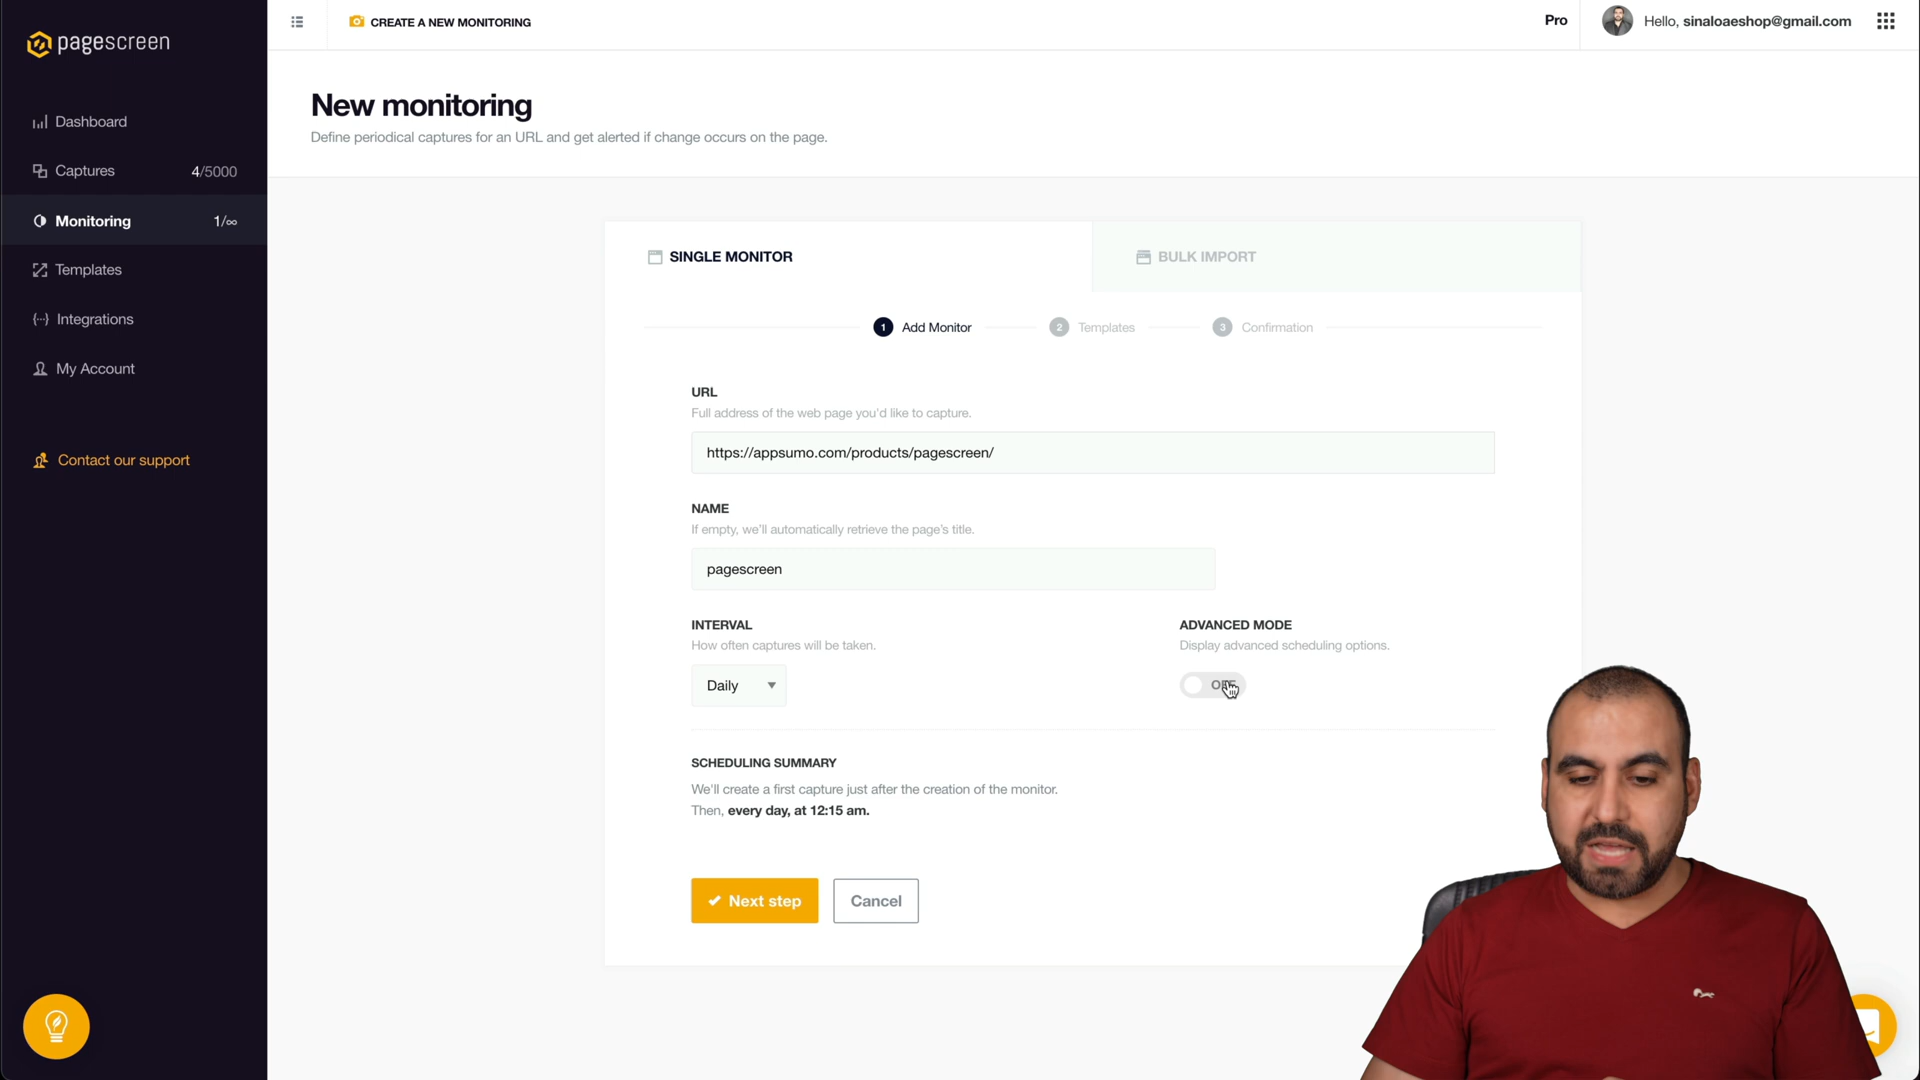 pagescreen
CREATE A NEW MONITORING
Pro
Hello, sinaloaeshop@gmail.com
Dashboard
Captures 4/5000
Monitoring 1/∞
Templates
Integrations
My Account
Contact our support
New monitoring
Define periodical captures for an URL and get alerted if change occurs on the page.
SINGLE MONITOR
BULK IMPORT
1 Add Monitor
2 Templates
3 Confirmation
URL
Full address of the web page you'd like to capture.
https://appsumo.com/products/pagescreen/
NAME
If empty, we'll automatically retrieve the page's title.
pagescreen
INTERVAL
How often captures will be taken.
Daily
ADVANCED MODE
Display advanced scheduling options.
OFF
SCHEDULING SUMMARY
We'll create a first capture just after the creation of the monitor.
Then, every day, at 12:15 am.
Next step
Cancel